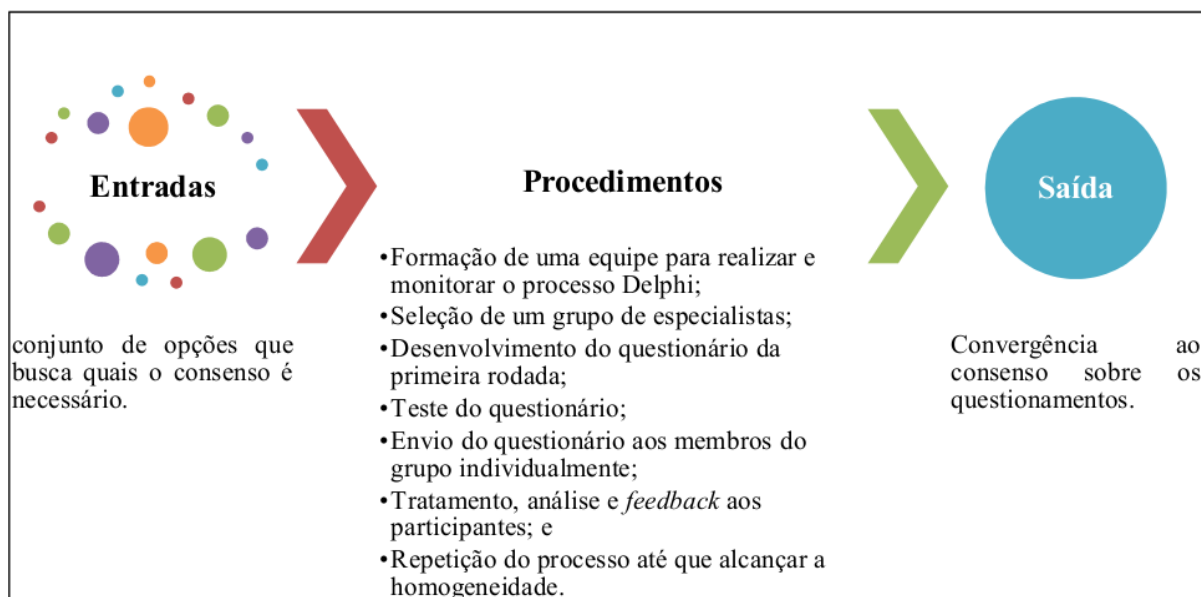 Entradas
conjunto de opções que
busca quais o consenso é
necessário.
Procedimentos
•Formação de uma equipe para realizar e
monitorar o processo Delphi;
•Seleção de um grupo de especialistas;
•Desenvolvimento do questionário da
primeira rodada;
•Teste do questionário;
•Envio do questionário aos membros do
grupo individualmente;
•Tratamento, análise e feedback aos
participantes; e
•Repetição do processo até que alcançar a
homogeneidade.
Saída
Convergência ao
consenso sobre os
questionamentos.